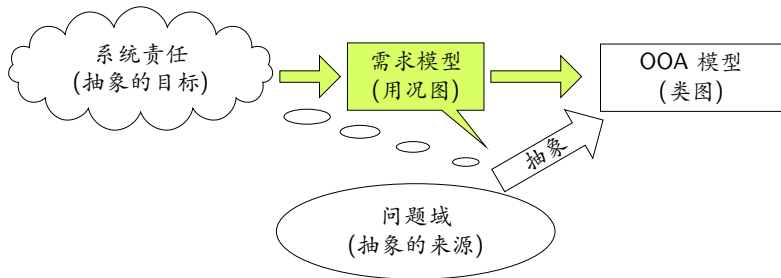 系统责任
(抽象的目标)
需求模型
(用况图)
OOA 模型
(类图)
抽象
问题域
(抽象的来源)